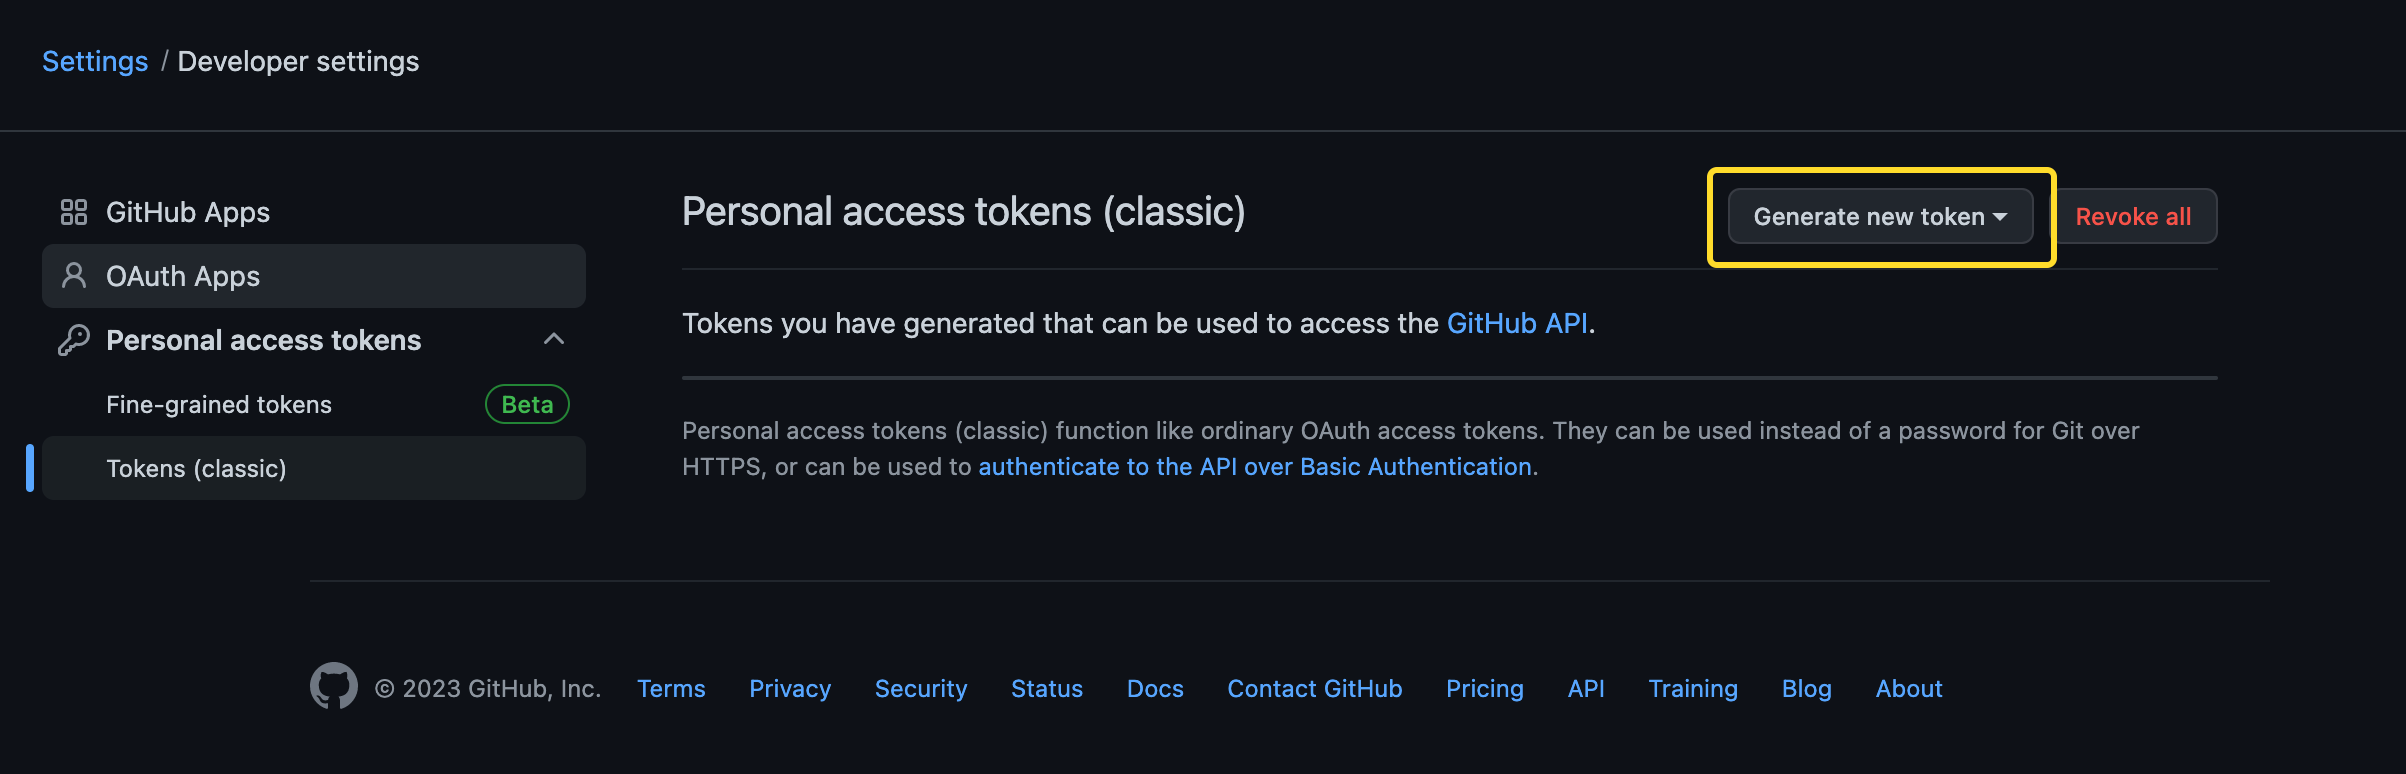 Settings / Developer settings
GitHub Apps
OAuth Apps
Personal access tokens
Fine-grained tokens Beta
Tokens (classic)
Personal access tokens (classic)
Generate new token
Revoke all
Tokens you have generated that can be used to access the GitHub API.
Personal access tokens (classic) function like ordinary OAuth access tokens. They can be used instead of a password for Git over
HTTPS, or can be used to authenticate to the API over Basic Authentication.
© 2023 GitHub, Inc. Terms Privacy Security Status Docs Contact GitHub Pricing API Training Blog About